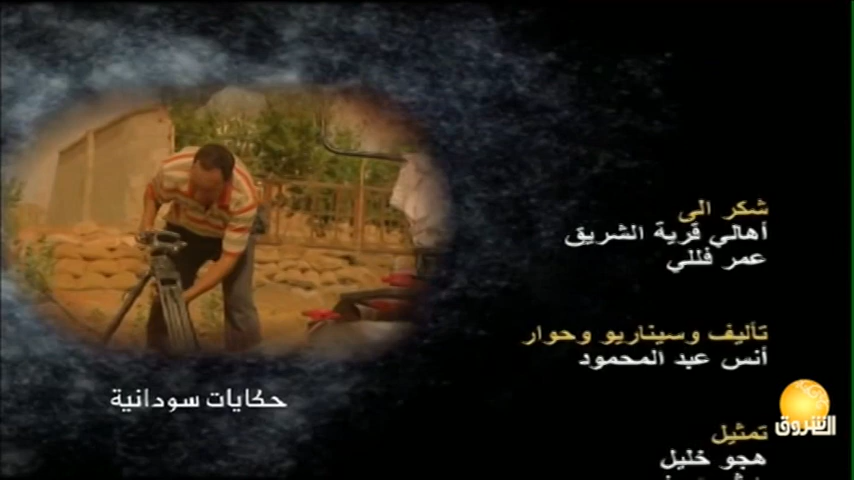 شكر الى
أهالي قرية الشريق
عمر فللي
تأليف وسيناريو وحوار
أنس عبد المحمود
تمثيل
هجو خليل
حكايات سودانية
الشروق